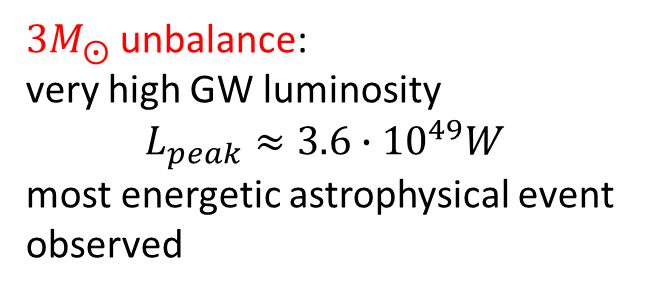 3M⊙ unbalance:
very high GW luminosity
L_peak ≈ 3.6 · 10^49 W
most energetic astrophysical event
observed